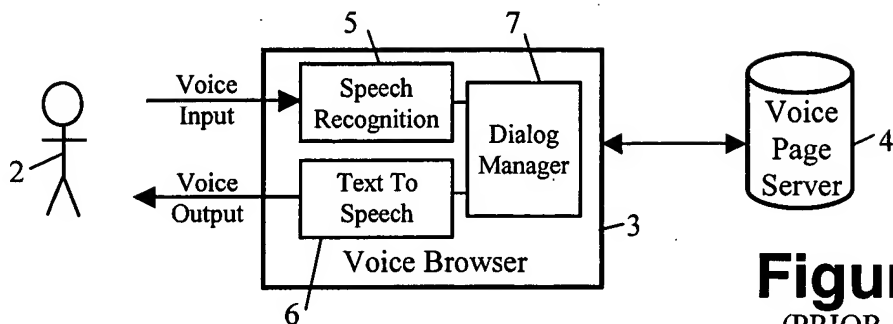 5
7
Voice
Input
Speech
Recognition
Dialog
Manager
Voice
Page
Server
4
2
Voice
Output
Text To
Speech
3
Voice Browser
6
(PRIOR